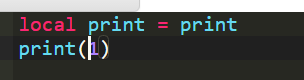 local print = print
print(1)